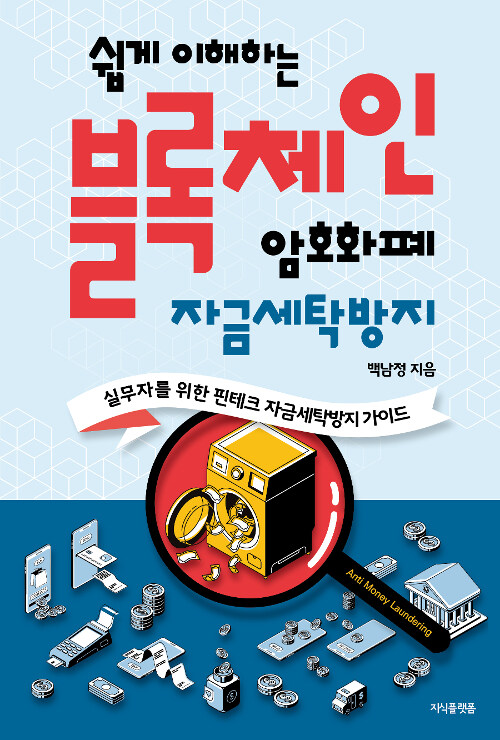 쉽게 이해하는
블록체인
암호화폐
자금세탁방지
백남정 지음
실무자를 위한 핀테크 자금세탁방지 가이드
Anti Money Laundering
지식플랫폼